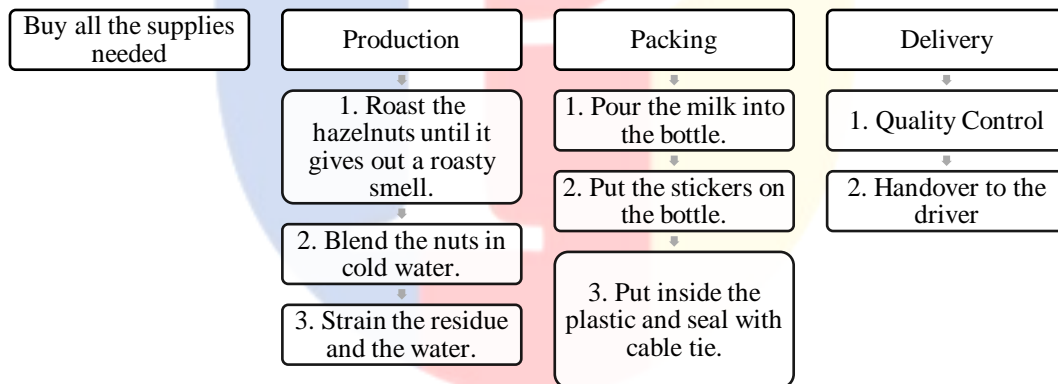 Buy all the supplies
needed
Production
1. Roast the
hazelnuts until it
gives out a roasty
smell.
2. Blend the nuts in
cold water.
3. Strain the residue
and the water.
Packing
1. Pour the milk into
the bottle.
2. Put the stickers on
the bottle.
3. Put inside the
plastic and seal with
cable tie.
Delivery
1. Quality Control
2. Handover to the
driver